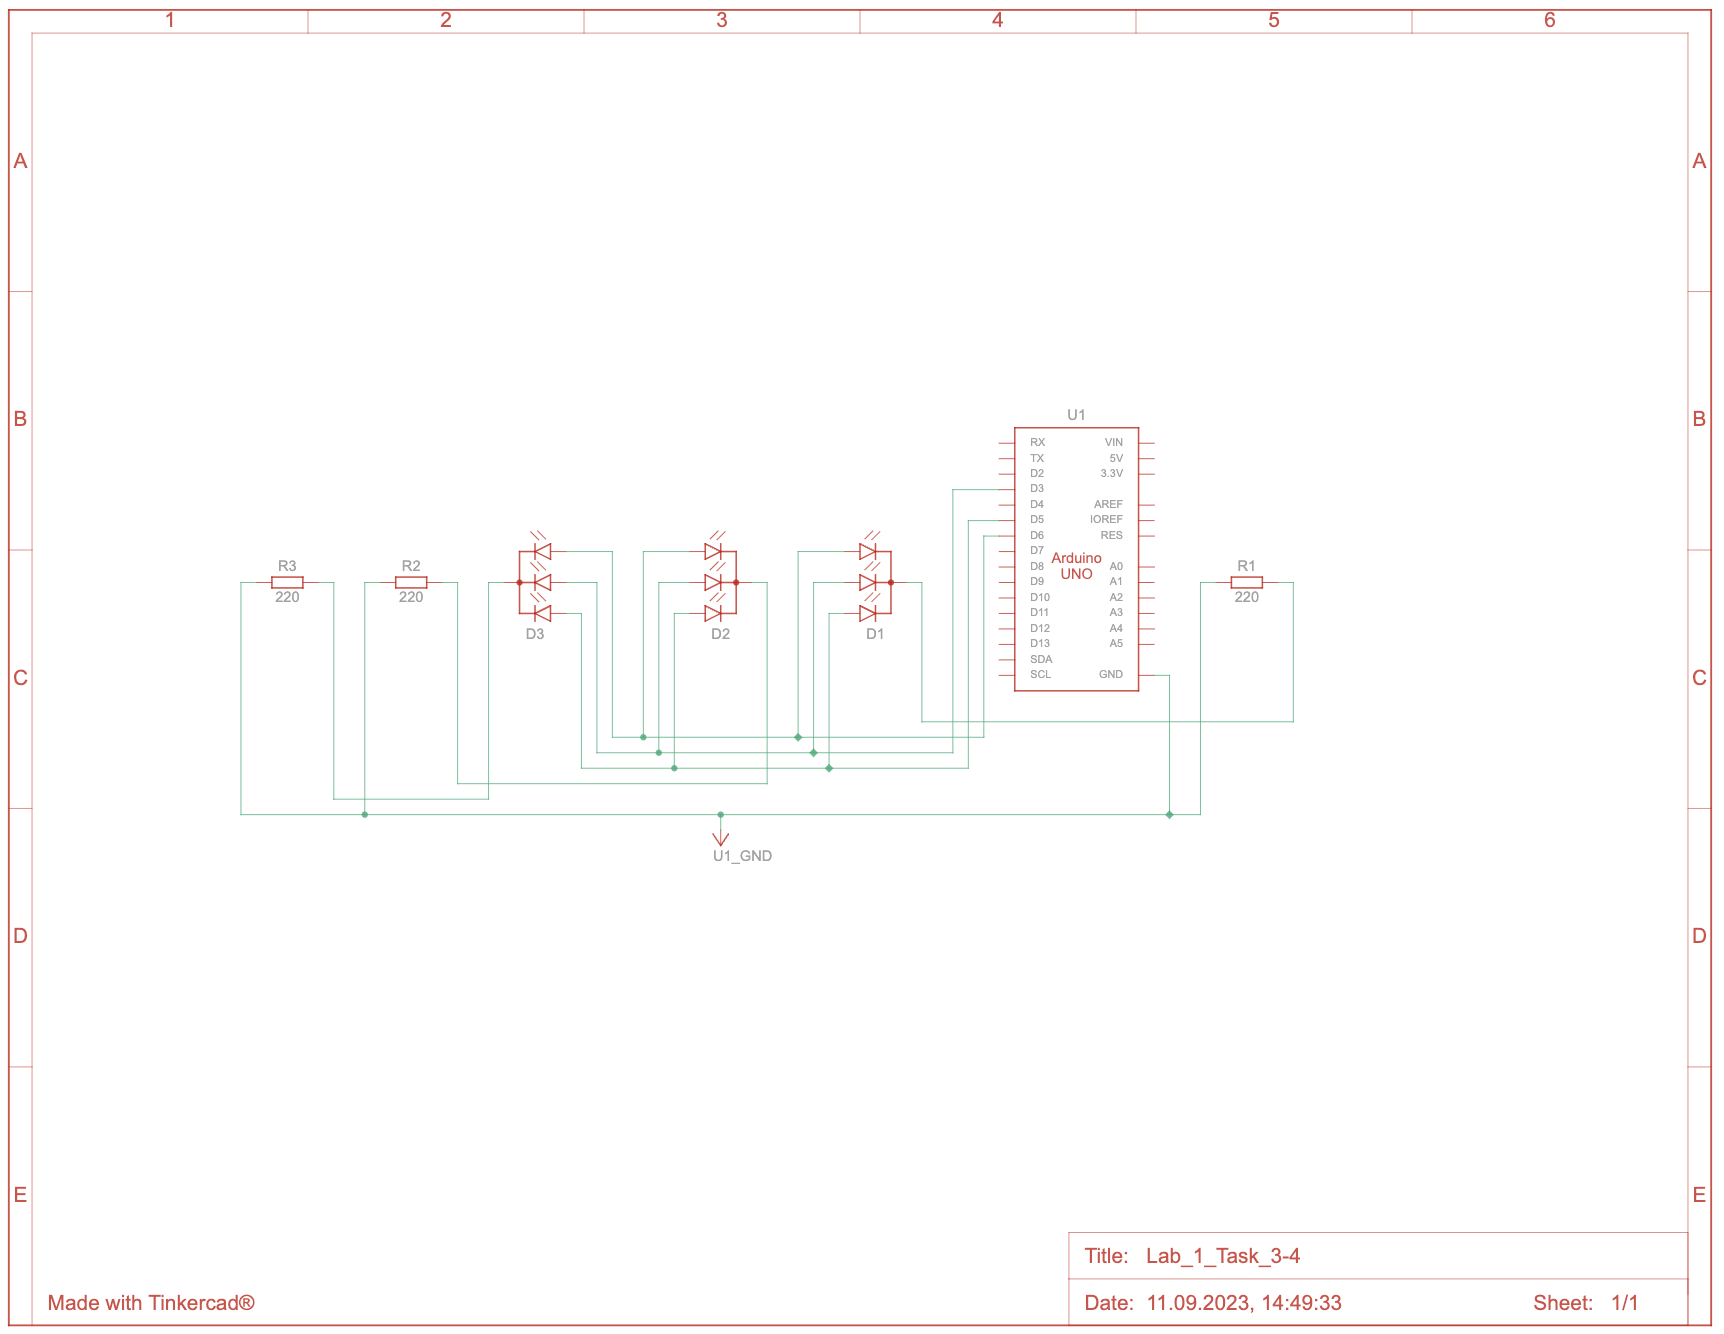 1 2 3 4 5 6
A A
U1
B B
RX VIN
TX 5V
D2 3.3V
D3
D4 AREF
D5 IOREF
D6 RES
D7
Arduino
UNO
D8 A0
D9 A1
D10 A2
D11 A3
D12 A4
D13 A5
SDA
SCL GND
R3 R2 R1
220 220 220
D3 D2 D1
C C
U1_GND
D D
E E
Title: Lab_1_Task_3-4
Made with Tinkercad®
Date: 11.09.2023, 14:49:33 Sheet: 1/1